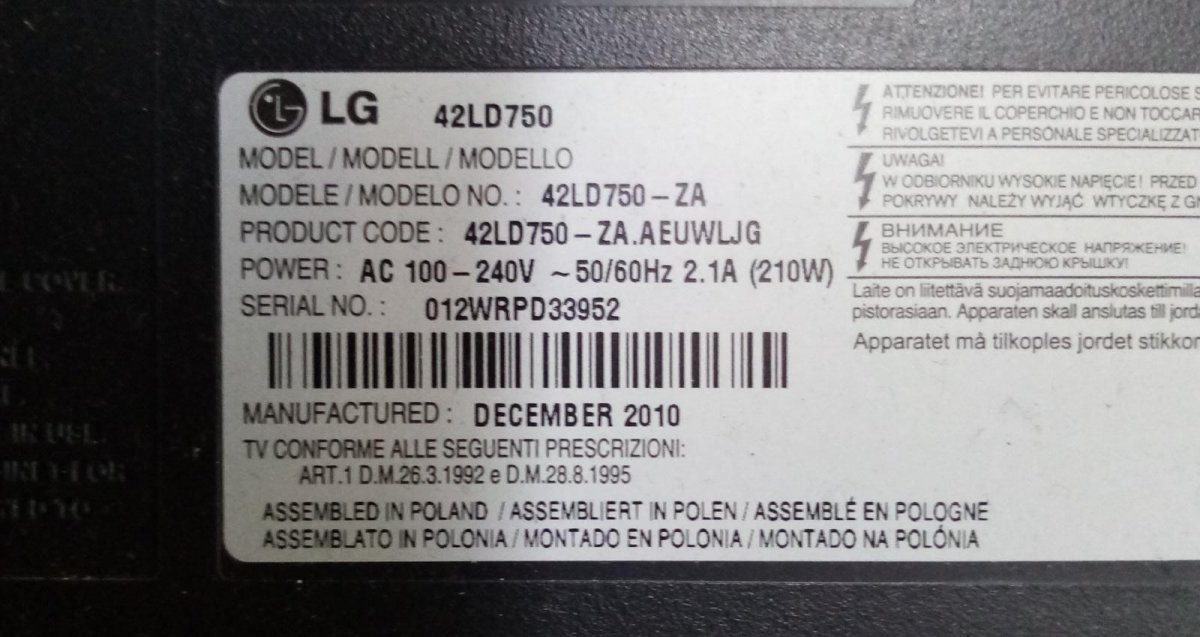 LG 42LD750
MODEL / MODELL / MODELLO
MODELE / MODELO NO. : 42LD750-ZA
PRODUCT CODE : 42LD750-ZA.AEUWLJG
POWER : AC 100-240V ~50/60Hz 2.1A (210W)
SERIAL NO. : 012WRPD33952
MANUFACTURED : DECEMBER 2010
TV CONFORME ALLE SEGUENTI PRESCRIZIONI:
ART.1 D.M.26.3.1992 e D.M.28.8.1995
ASSEMBLED IN POLAND / ASSEMBLIERT IN POLEN / ASSEMBLÉ EN POLOGNE
ASSEMBLATO IN POLONIA / MONTADO EN POLONIA / MONTADO NA POLÓNIA
ATTENZIONE! PER EVITARE PERICOLOSE
RIMUOVERE IL COPERCHIO E NON TOCCAR
RIVOLGETEVI A PERSONALE SPECIALIZZAT
UWAGA!
W ODBIORNIKU WYSOKIE NAPIĘCIE! PRZED
POKRYWY NALEŻY WYJĄĆ WTYCZKĘ Z
ВНИМАНИЕ
ВЫСОКОЕ ЭЛЕКТРИЧЕСКОЕ НАПРЯЖЕНИЕ!
НЕ ОТКРЫВАТЬ ЗАДНЮЮ КРЫШКУ!
Laite on liitettävä suojamaadoituskoskettimilla
pistorasiaan. Apparaten skall anslutas till jorda
Apparatet må tilkoples jordet stikkon
COVER.
IN USE.